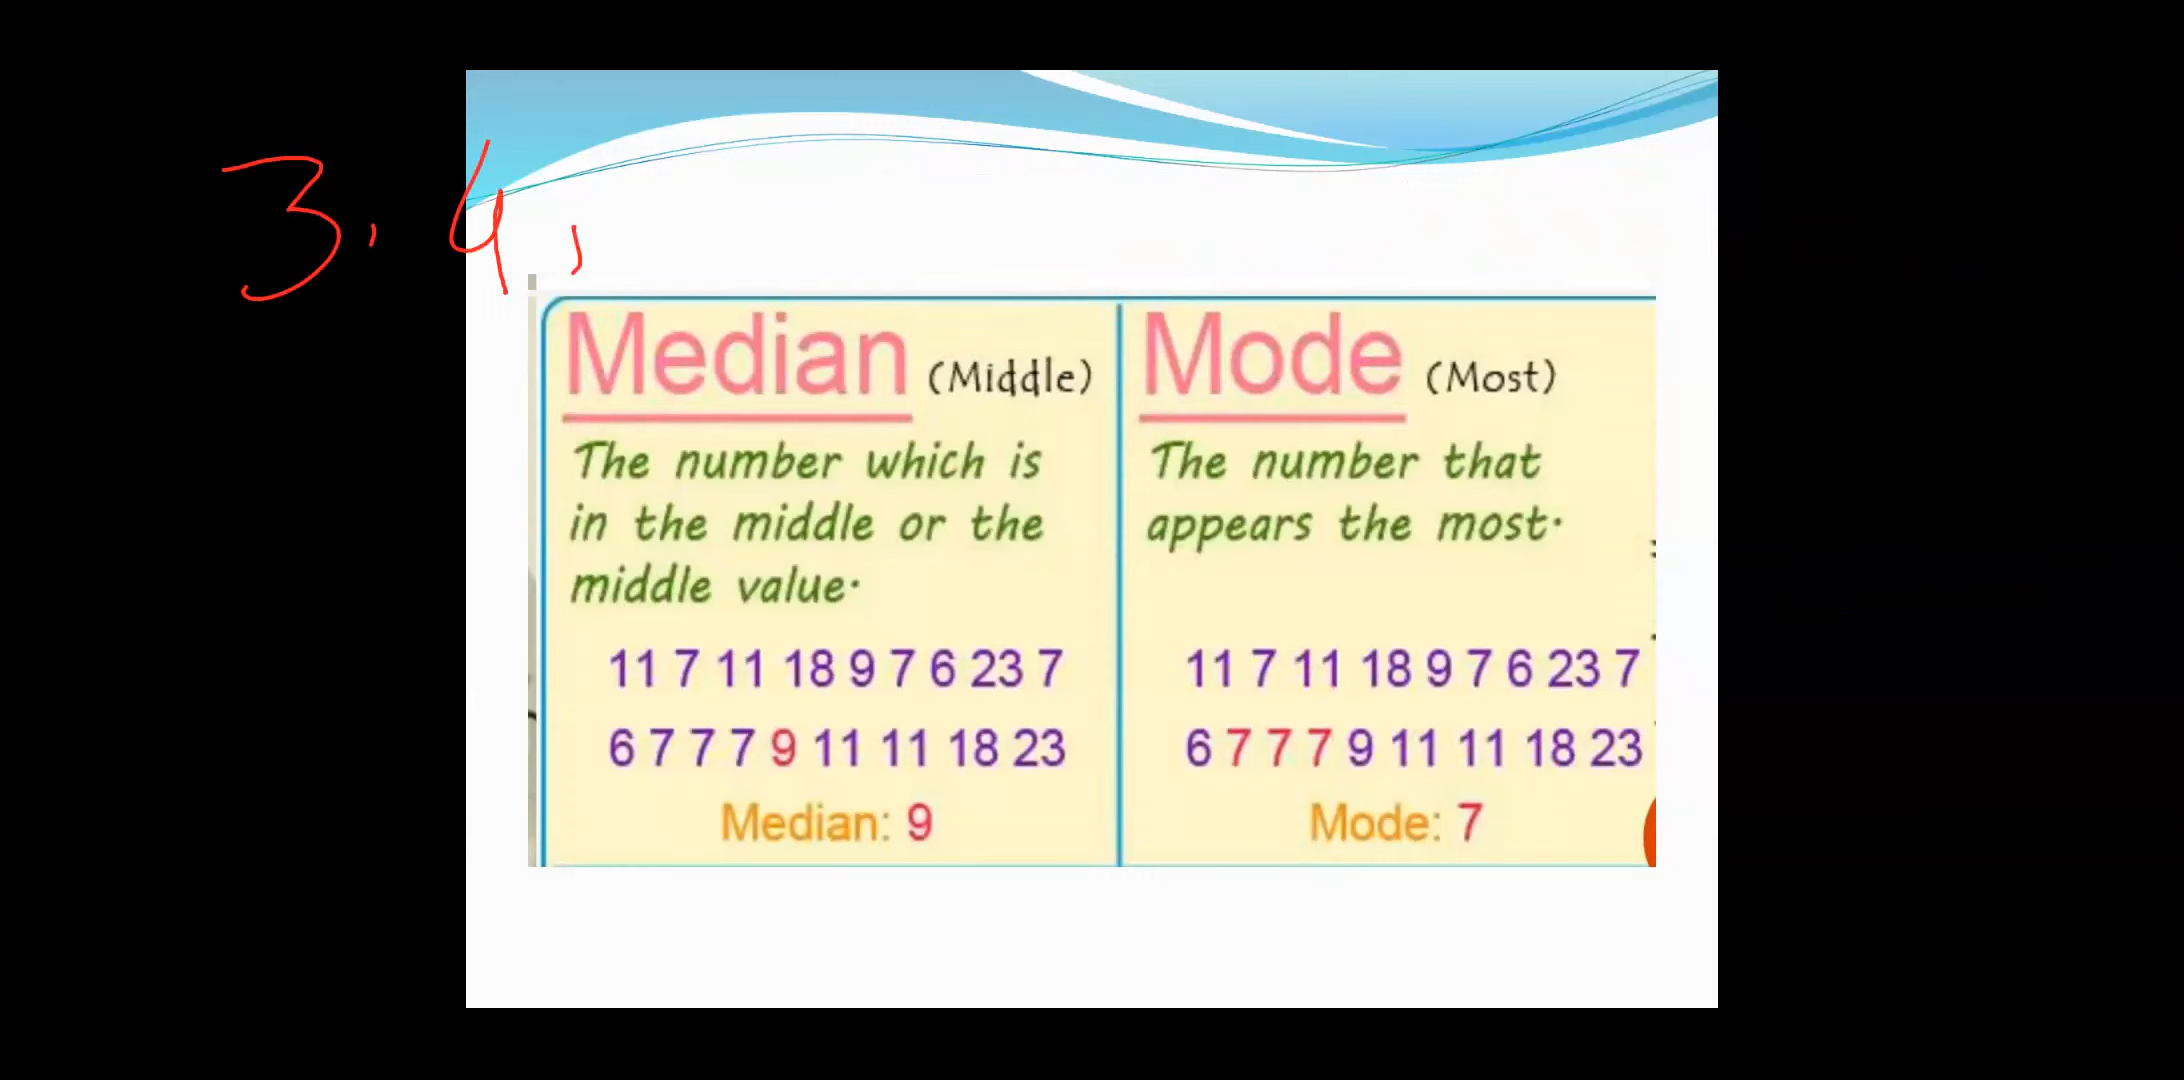 3, 4,
Median (Middle)
The number which is
in the middle or the
middle value.
11 7 11 18 9 7 6 23 7
6 7 7 7 9 11 11 18 23
Median: 9
Mode (Most)
The number that
appears the most.
11 7 11 18 9 7 6 23 7
6 7 7 7 9 11 11 18 23
Mode: 7